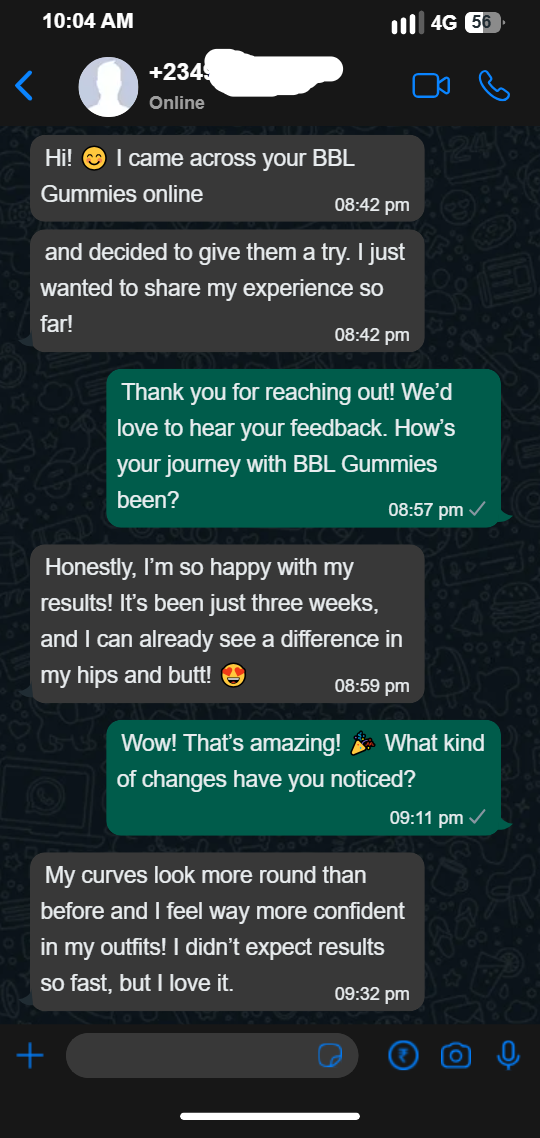 10:04 AM
4G 56
+234
Online
Hi! 😊 I came across your BBL
Gummies online
08:42 pm
and decided to give them a try. I just
wanted to share my experience so
far!
08:42 pm
Thank you for reaching out! We’d
love to hear your feedback. How’s
your journey with BBL Gummies
been?
08:57 pm
Honestly, I’m so happy with my
results! It’s been just three weeks,
and I can already see a difference in
my hips and butt! 😍
08:59 pm
Wow! That’s amazing! 🎉 What kind
of changes have you noticed?
09:11 pm
My curves look more round than
before and I feel way more confident
in my outfits! I didn’t expect results
so fast, but I love it.
09:32 pm
₹